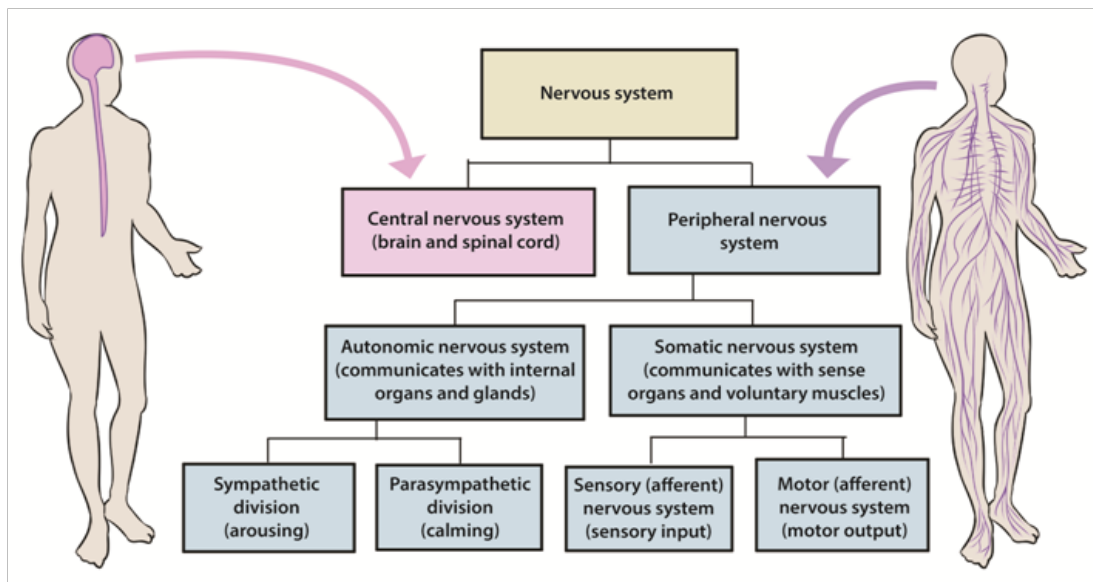 Nervous system
Central nervous system
(brain and spinal cord)
Peripheral nervous
system
Autonomic nervous system
(communicates with internal
organs and glands)
Somatic nervous system
(communicates with sense
organs and voluntary muscles)
Sympathetic
division
(arousing)
Parasympathetic
division
(calming)
Sensory (afferent)
nervous system
(sensory input)
Motor (afferent)
nervous system
(motor output)